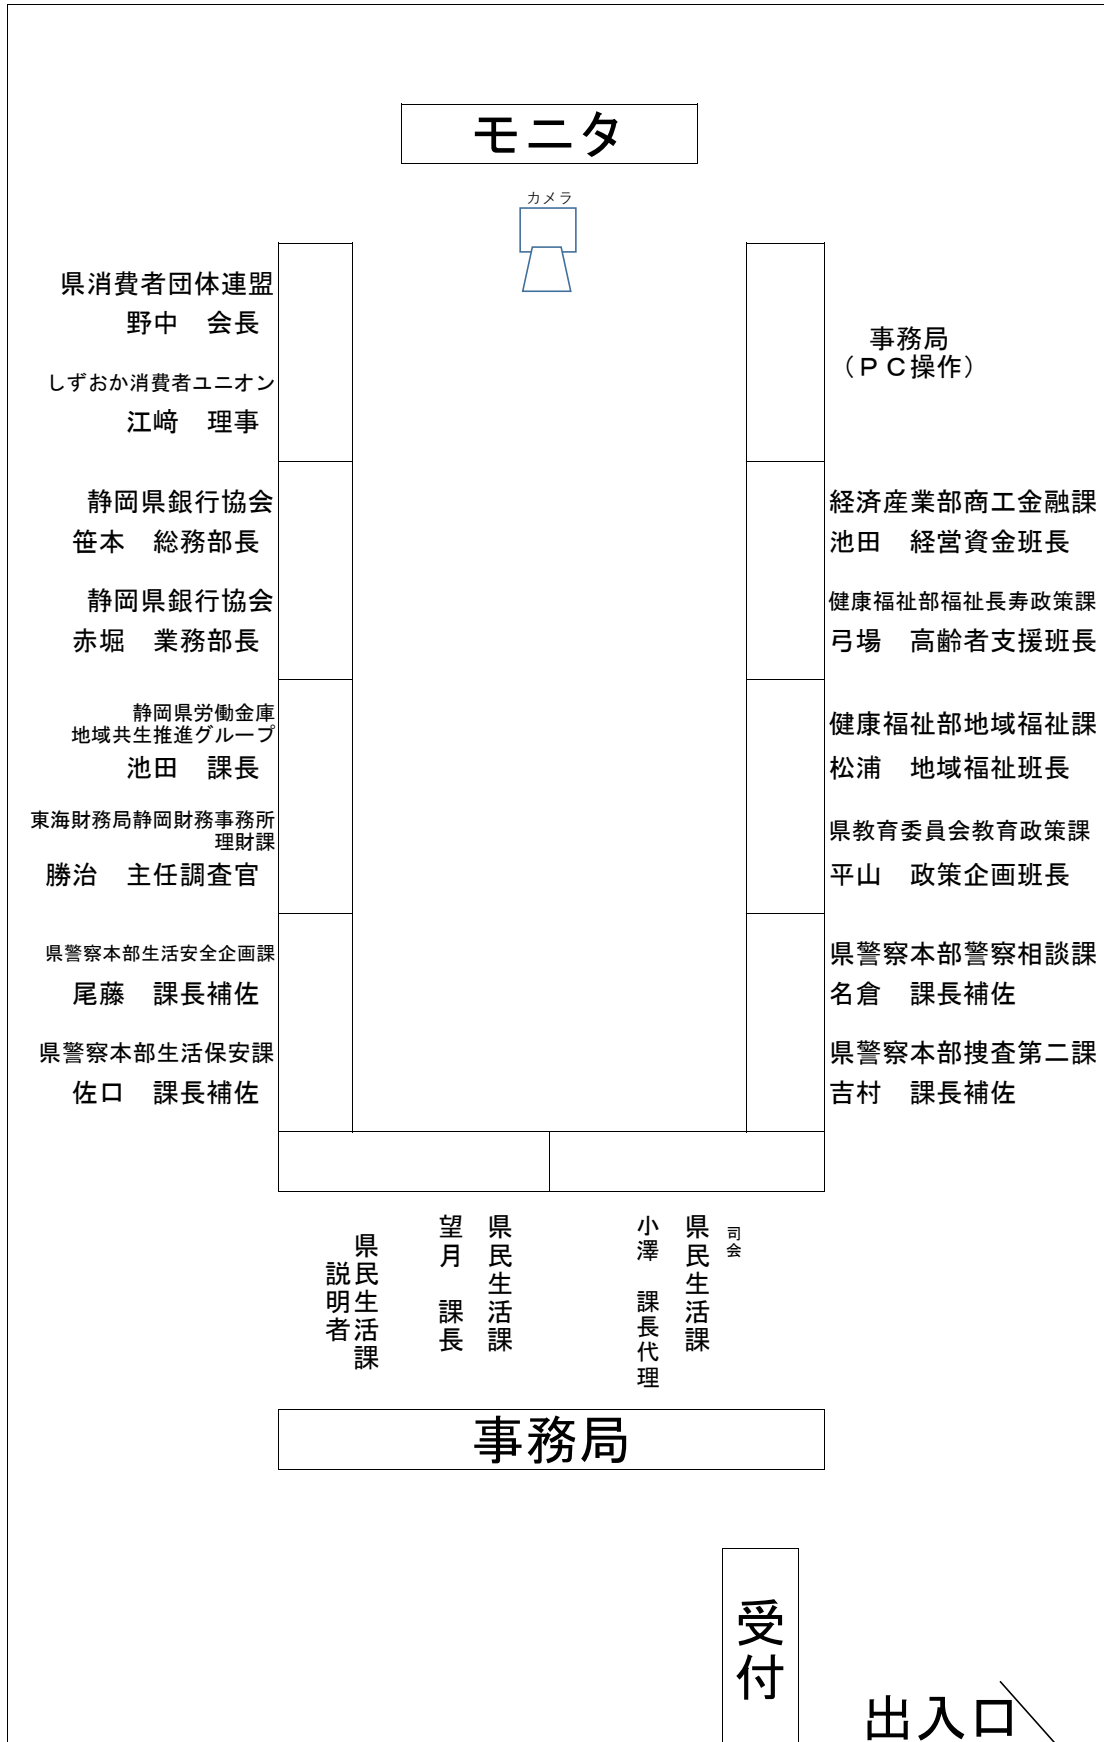 モニタ
カメラ
県消費者団体連盟
野中　会長
しずおか消費者ユニオン
江﨑　理事
静岡県銀行協会
笹本　総務部長
静岡県銀行協会
赤堀　業務部長
静岡県労働金庫
地域共生推進グループ
池田　課長
東海財務局静岡財務事務所
理財課
勝治　主任調査官
県警察本部生活安全企画課
尾藤　課長補佐
県警察本部生活保安課
佐口　課長補佐
事務局
（ＰＣ操作）
経済産業部商工金融課
池田　経営資金班長
健康福祉部福祉長寿政策課
弓場　高齢者支援班長
健康福祉部地域福祉課
松浦　地域福祉班長
県教育委員会教育政策課
平山　政策企画班長
県警察本部警察相談課
名倉　課長補佐
県警察本部捜査第二課
吉村　課長補佐
司会
県民生活課
小澤　課長代理
県民生活課
望月　課長
県民生活課
説明者
事務局
受付
出入口